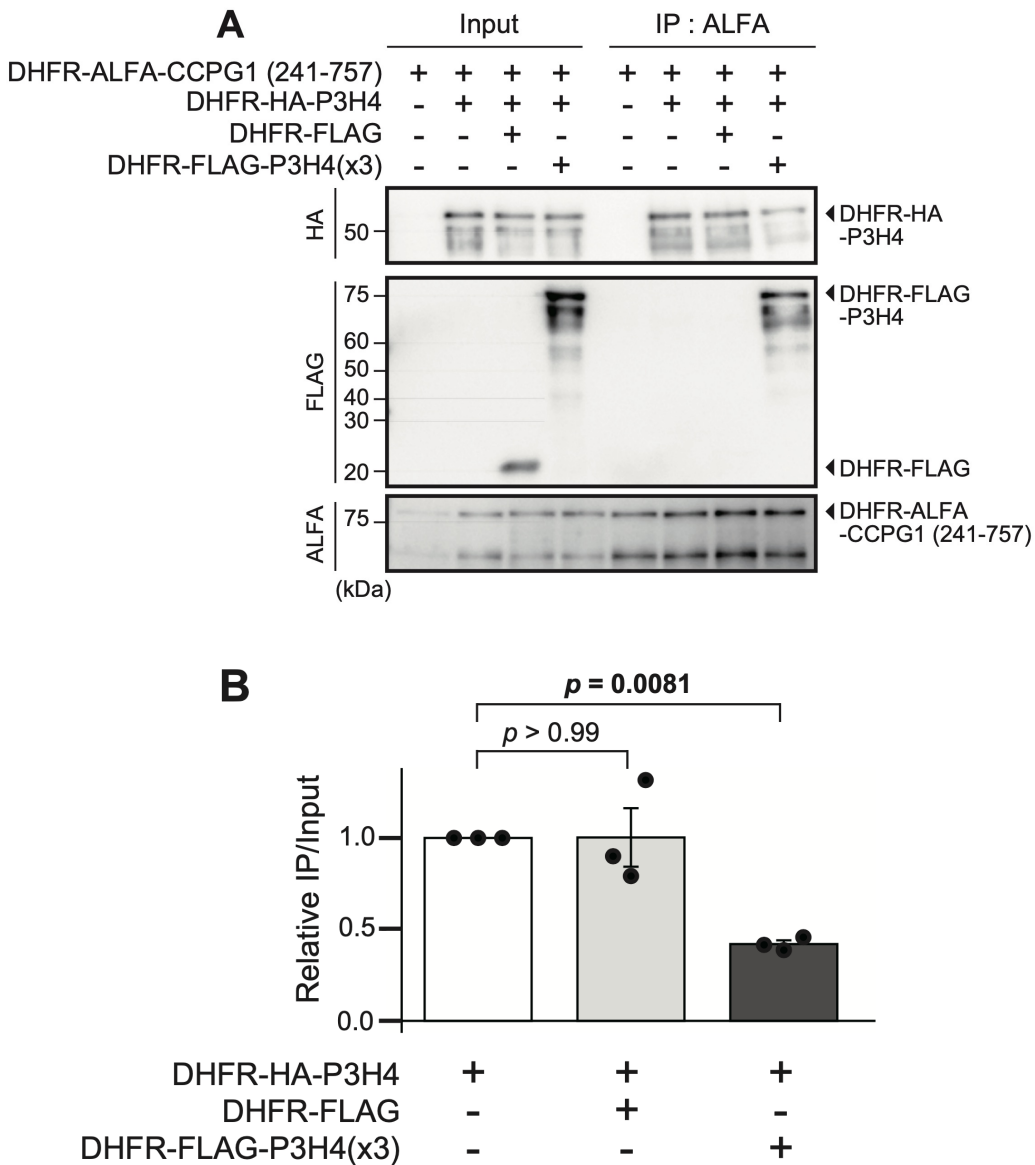 A
Input IP : ALFA
DHFR-ALFA-CCPG1 (241-757) + + + + + + + +
DHFR-HA-P3H4 - + + + - + + +
DHFR-FLAG - - + - - - + -
DHFR-FLAG-P3H4(x3) - - - + - - - +
HA
50
DHFR-HA
-P3H4
FLAG
75
60
50
40
30
20
DHFR-FLAG
-P3H4
DHFR-FLAG
ALFA
75
DHFR-ALFA
-CCPG1 (241-757)
(kDa)
B
p = 0.0081
p > 0.99
Relative IP/Input
1.0
0.5
0.0
DHFR-HA-P3H4 + + +
DHFR-FLAG - + -
DHFR-FLAG-P3H4(x3) - - +